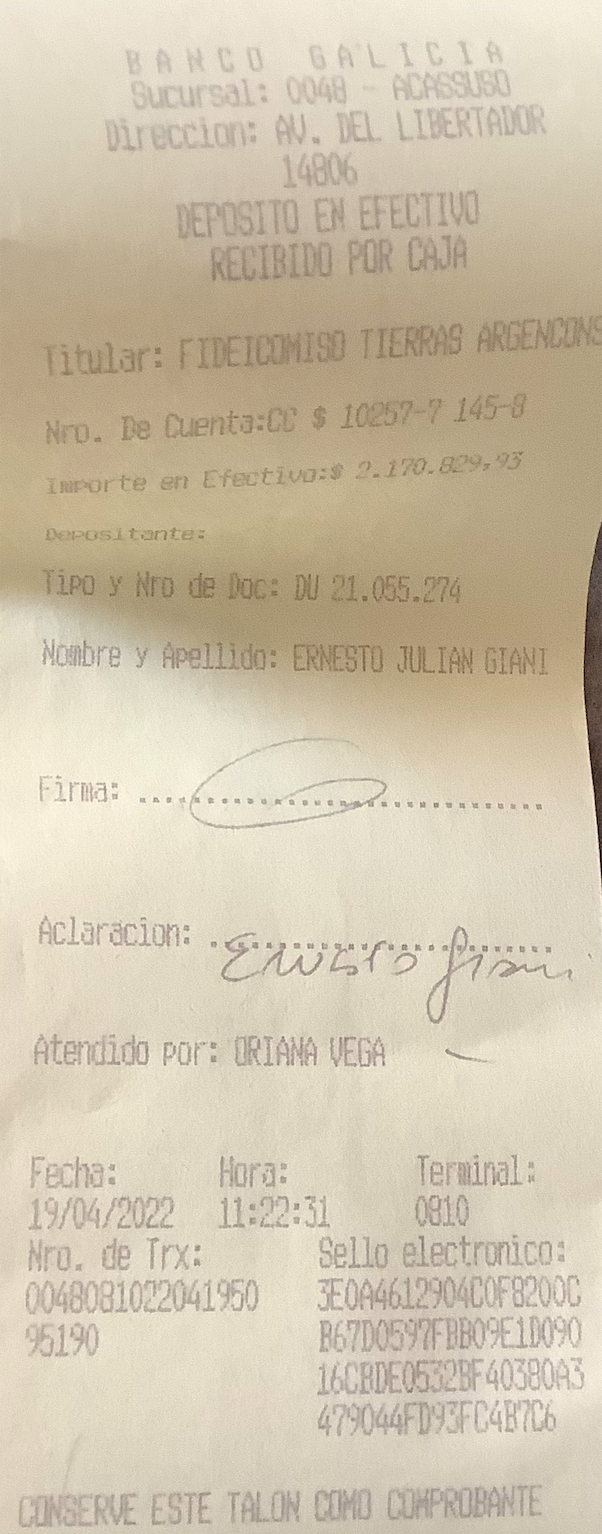 BANCO GALICIA
Sucursal: 0048 - ACASSUSO
Direccion: AV. DEL LIBERTADOR
14806
DEPOSITO EN EFECTIVO
RECIBIDO POR CAJA
Titular: FIDEICOMISO TIERRAS ARGENCONS
Nro. De Cuenta:CC $ 10257-7 145-8
Importe en Efectivo:$ 2.170.829,93
Depositante:
Tipo y Nro de Doc: DU 21.055.274
Nombre y Apellido: ERNESTO JULIAN GIANI
Firma: ..................................
Aclaracion: .............................
Ernesto Giani
Atendido por: ORIANA VEGA
Fecha: Hora: Terminal:
19/04/2022 11:22:31 0810
Nro. de Trx: Sello electronico:
0048081022041950 3E0A4612904C0F8200C
95190 B67D0597FBB09E1D090
16CBDE0532BF40380A3
479044FD93FC4B7C6
CONSERVE ESTE TALON COMO COMPROBANTE